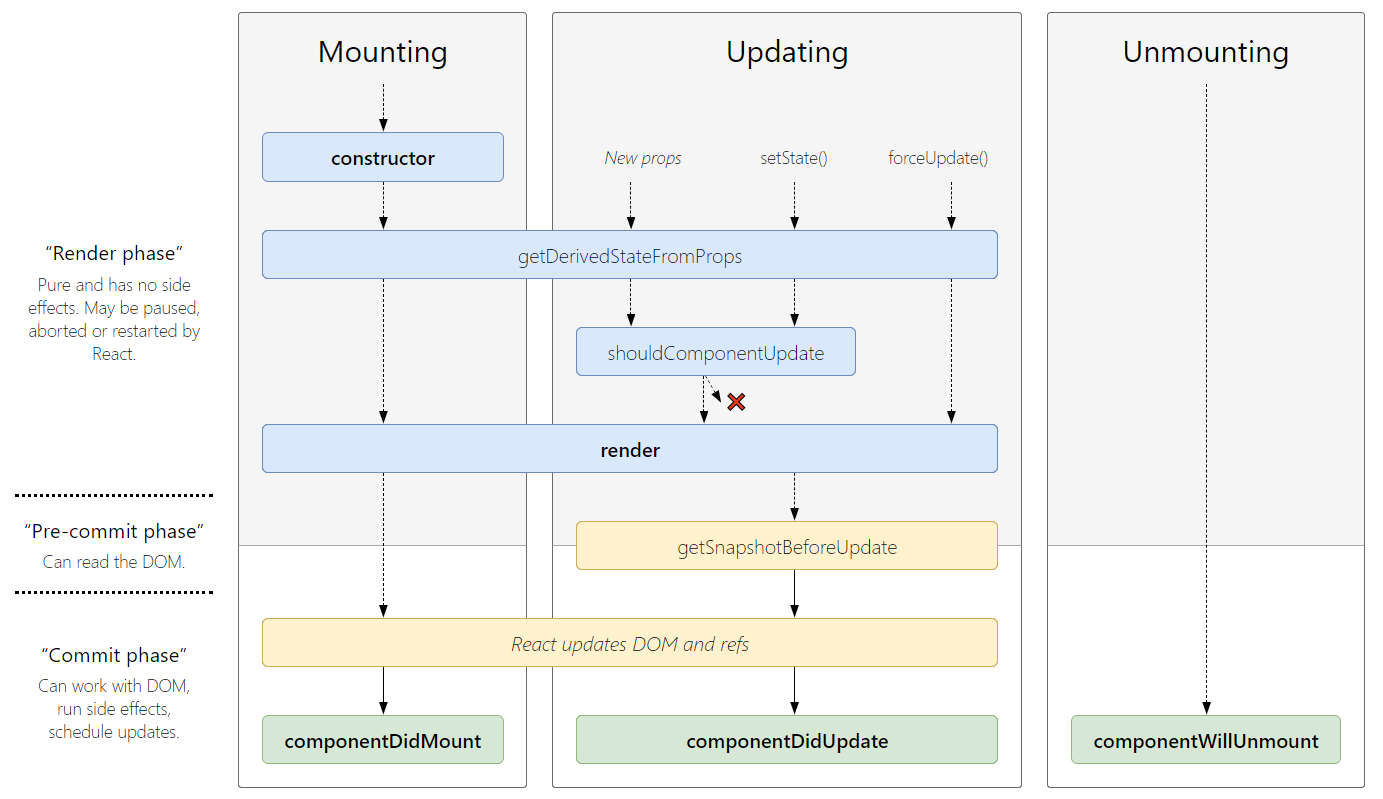 Mounting
Updating
Unmounting
constructor
New props
setState()
forceUpdate()
“Render phase”
Pure and has no side
effects. May be paused,
aborted or restarted by
React.
getDerivedStateFromProps
shouldComponentUpdate
render
“Pre-commit phase”
Can read the DOM.
getSnapshotBeforeUpdate
“Commit phase”
Can work with DOM,
run side effects,
schedule updates.
React updates DOM and refs
componentDidMount
componentDidUpdate
componentWillUnmount